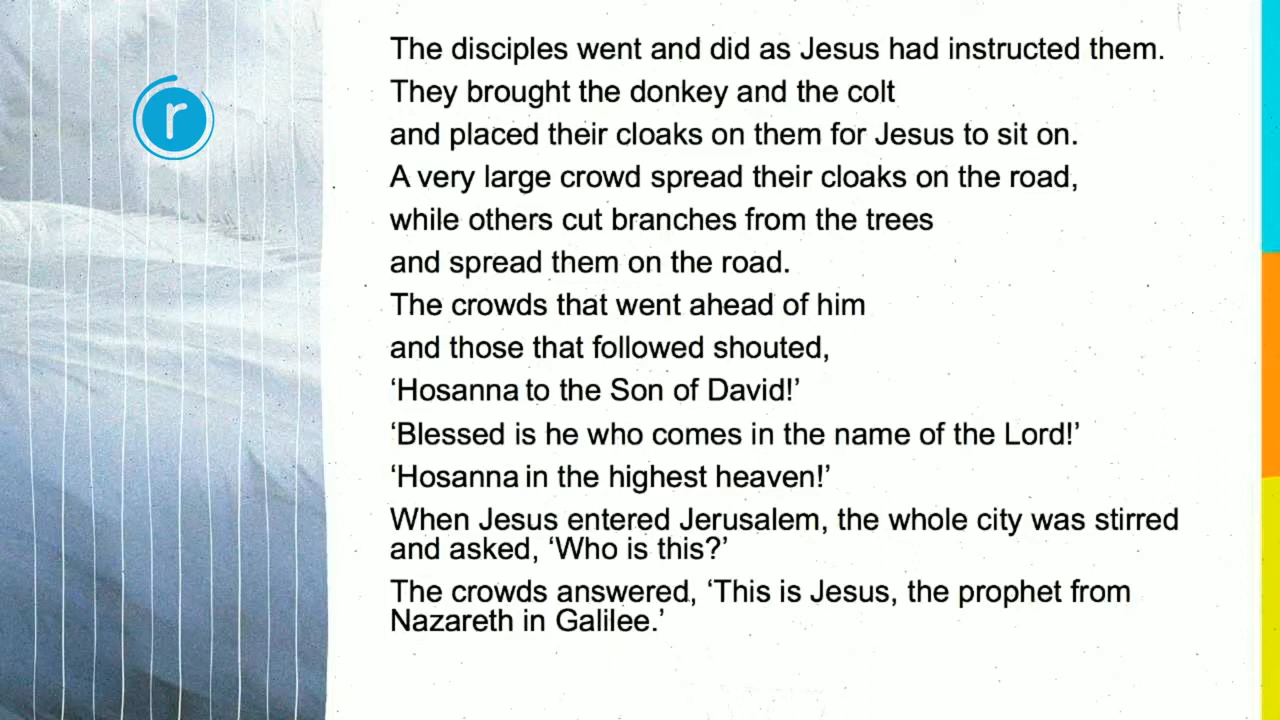 r
The disciples went and did as Jesus had instructed them.
They brought the donkey and the colt
and placed their cloaks on them for Jesus to sit on.
A very large crowd spread their cloaks on the road,
while others cut branches from the trees
and spread them on the road.
The crowds that went ahead of him
and those that followed shouted,
‘Hosanna to the Son of David!’
‘Blessed is he who comes in the name of the Lord!’
‘Hosanna in the highest heaven!’
When Jesus entered Jerusalem, the whole city was stirred
and asked, ‘Who is this?’
The crowds answered, ‘This is Jesus, the prophet from
Nazareth in Galilee.’